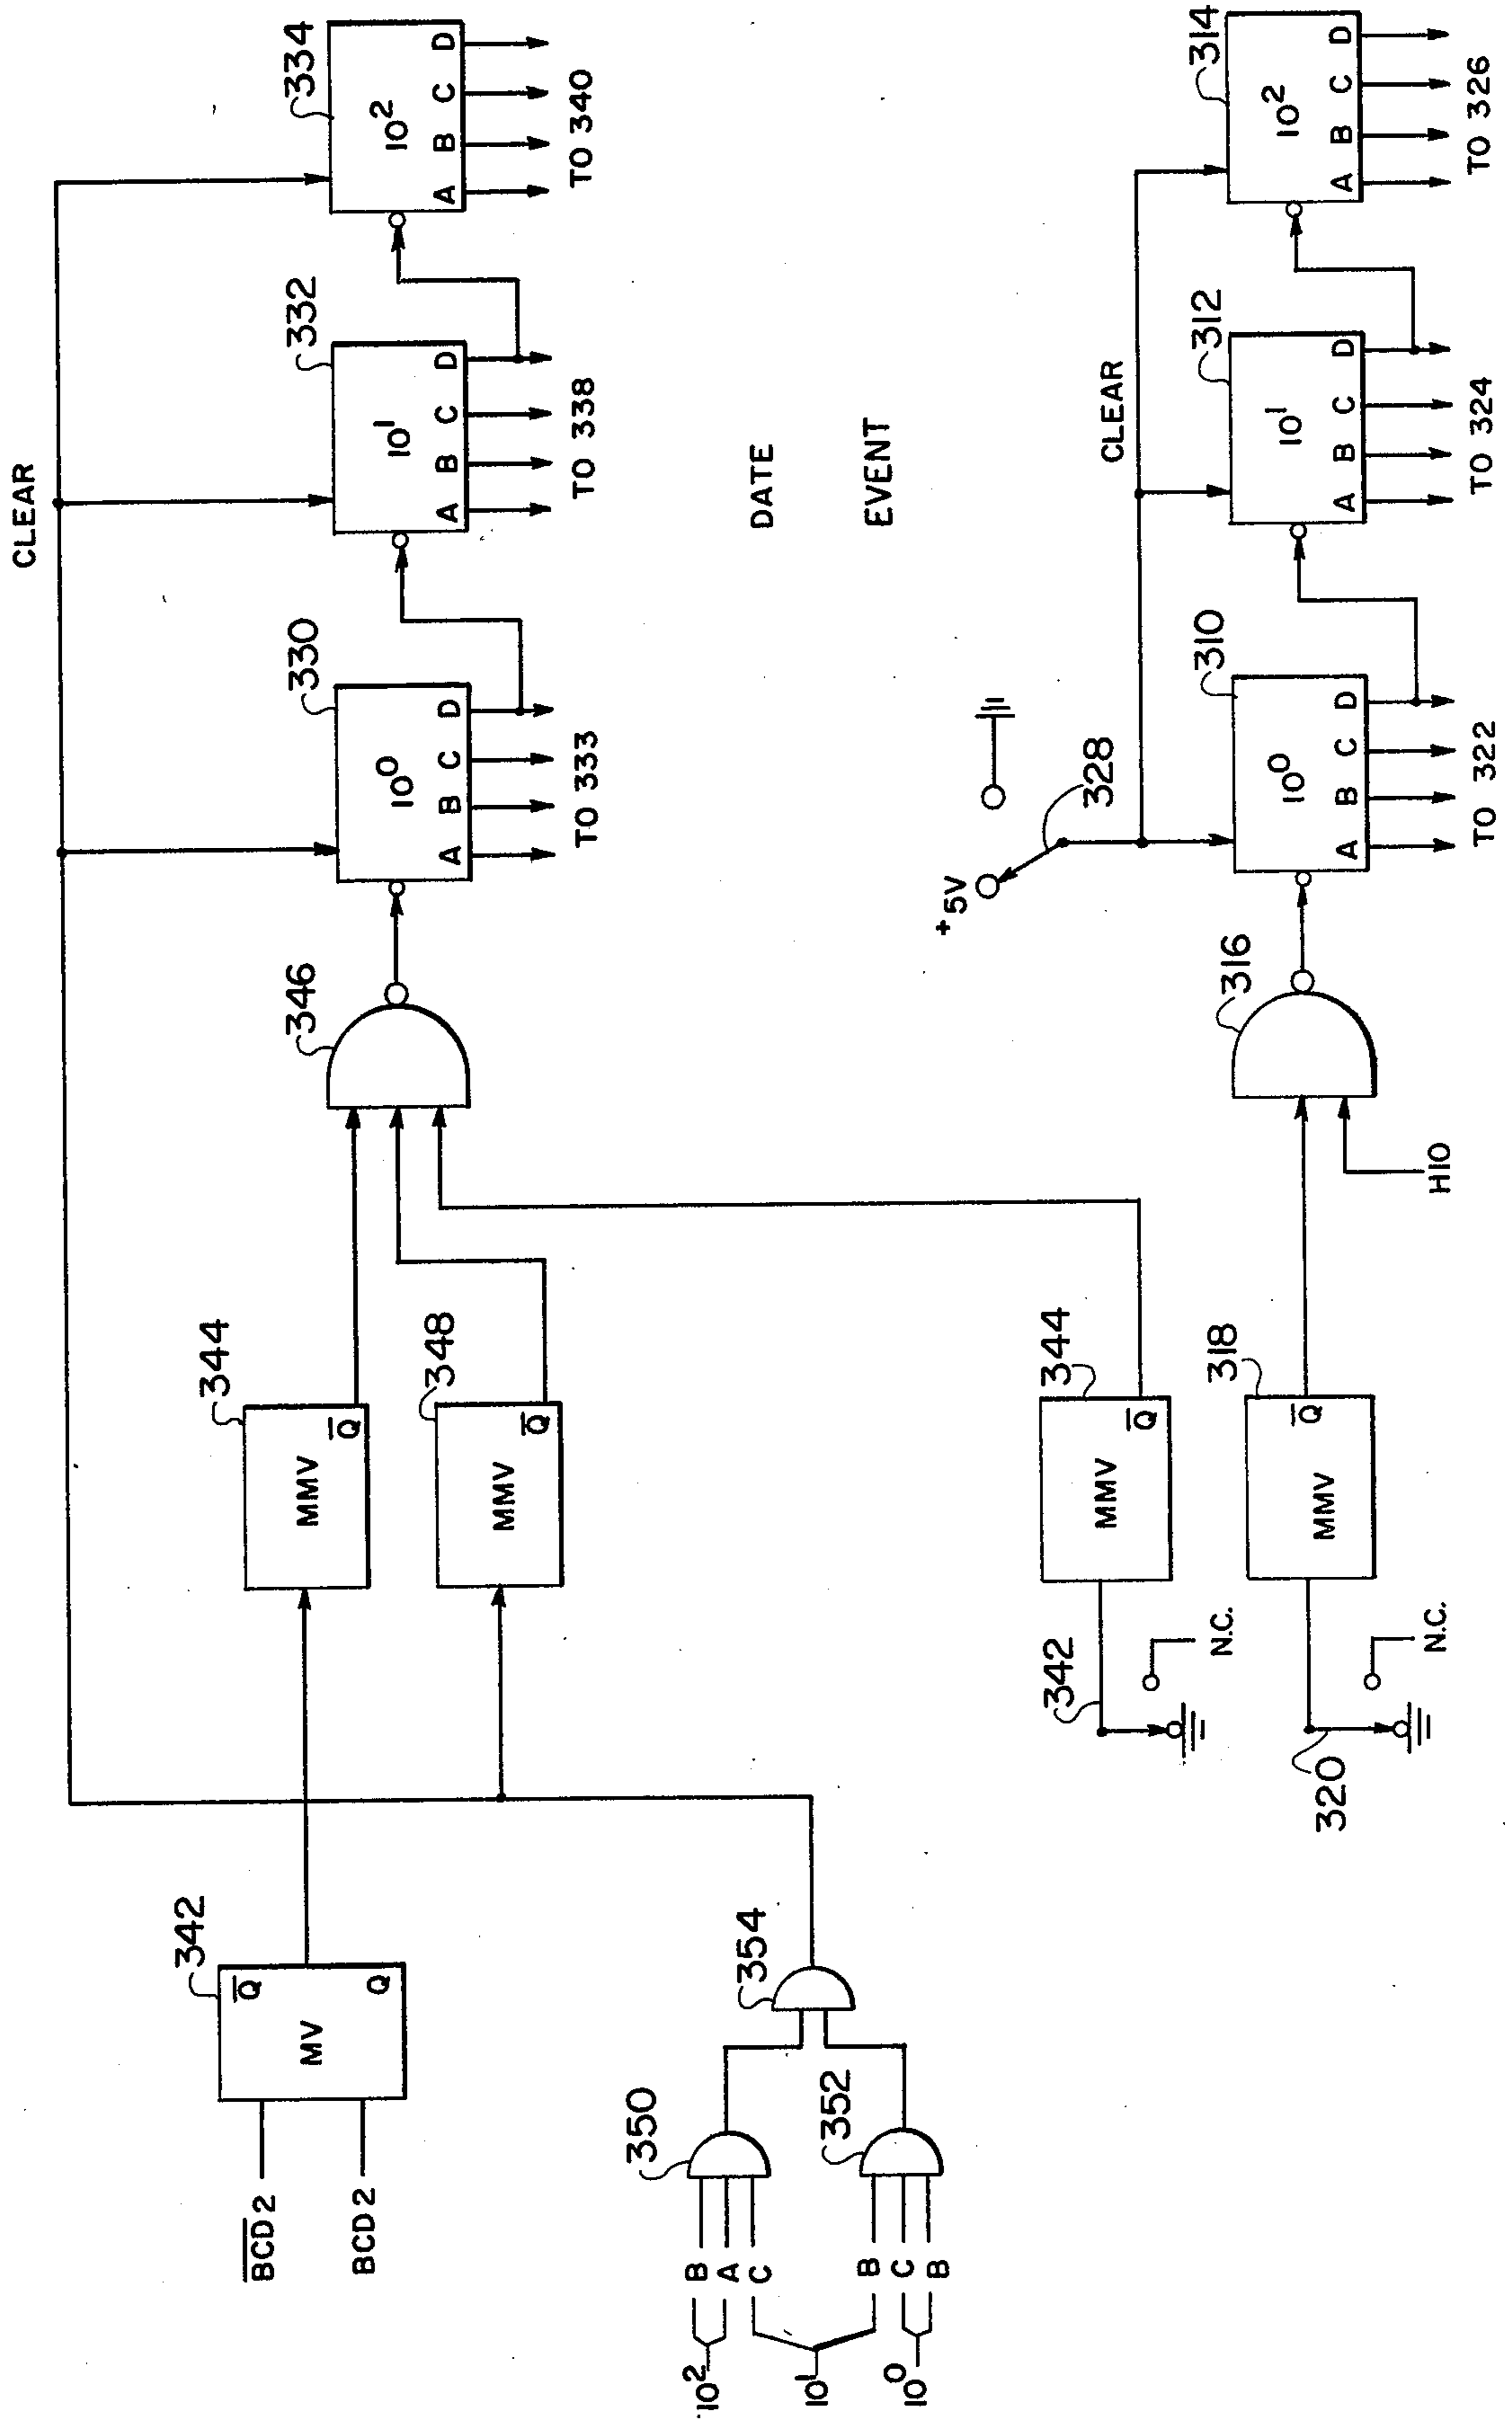 CLEAR
334
10²
A B C D
TO 340
332
10¹
A B C D
TO 338
330
10⁰
A B C D
TO 333
346
344
MMV
Q̅
348
MMV
Q̅
342
MV
Q̅
Q
B̅C̅D̅ 2
BCD 2
350
352
354
B
A
C
B
C
B
10²
10¹
10⁰
DATE
EVENT
CLEAR
314
10²
A B C D
TO 326
312
10¹
A B C D
TO 324
310
10⁰
A B C D
TO 322
+5V
328
316
H10
344
MMV
Q̅
342
N.C.
318
MMV
Q̅
320
N.C.